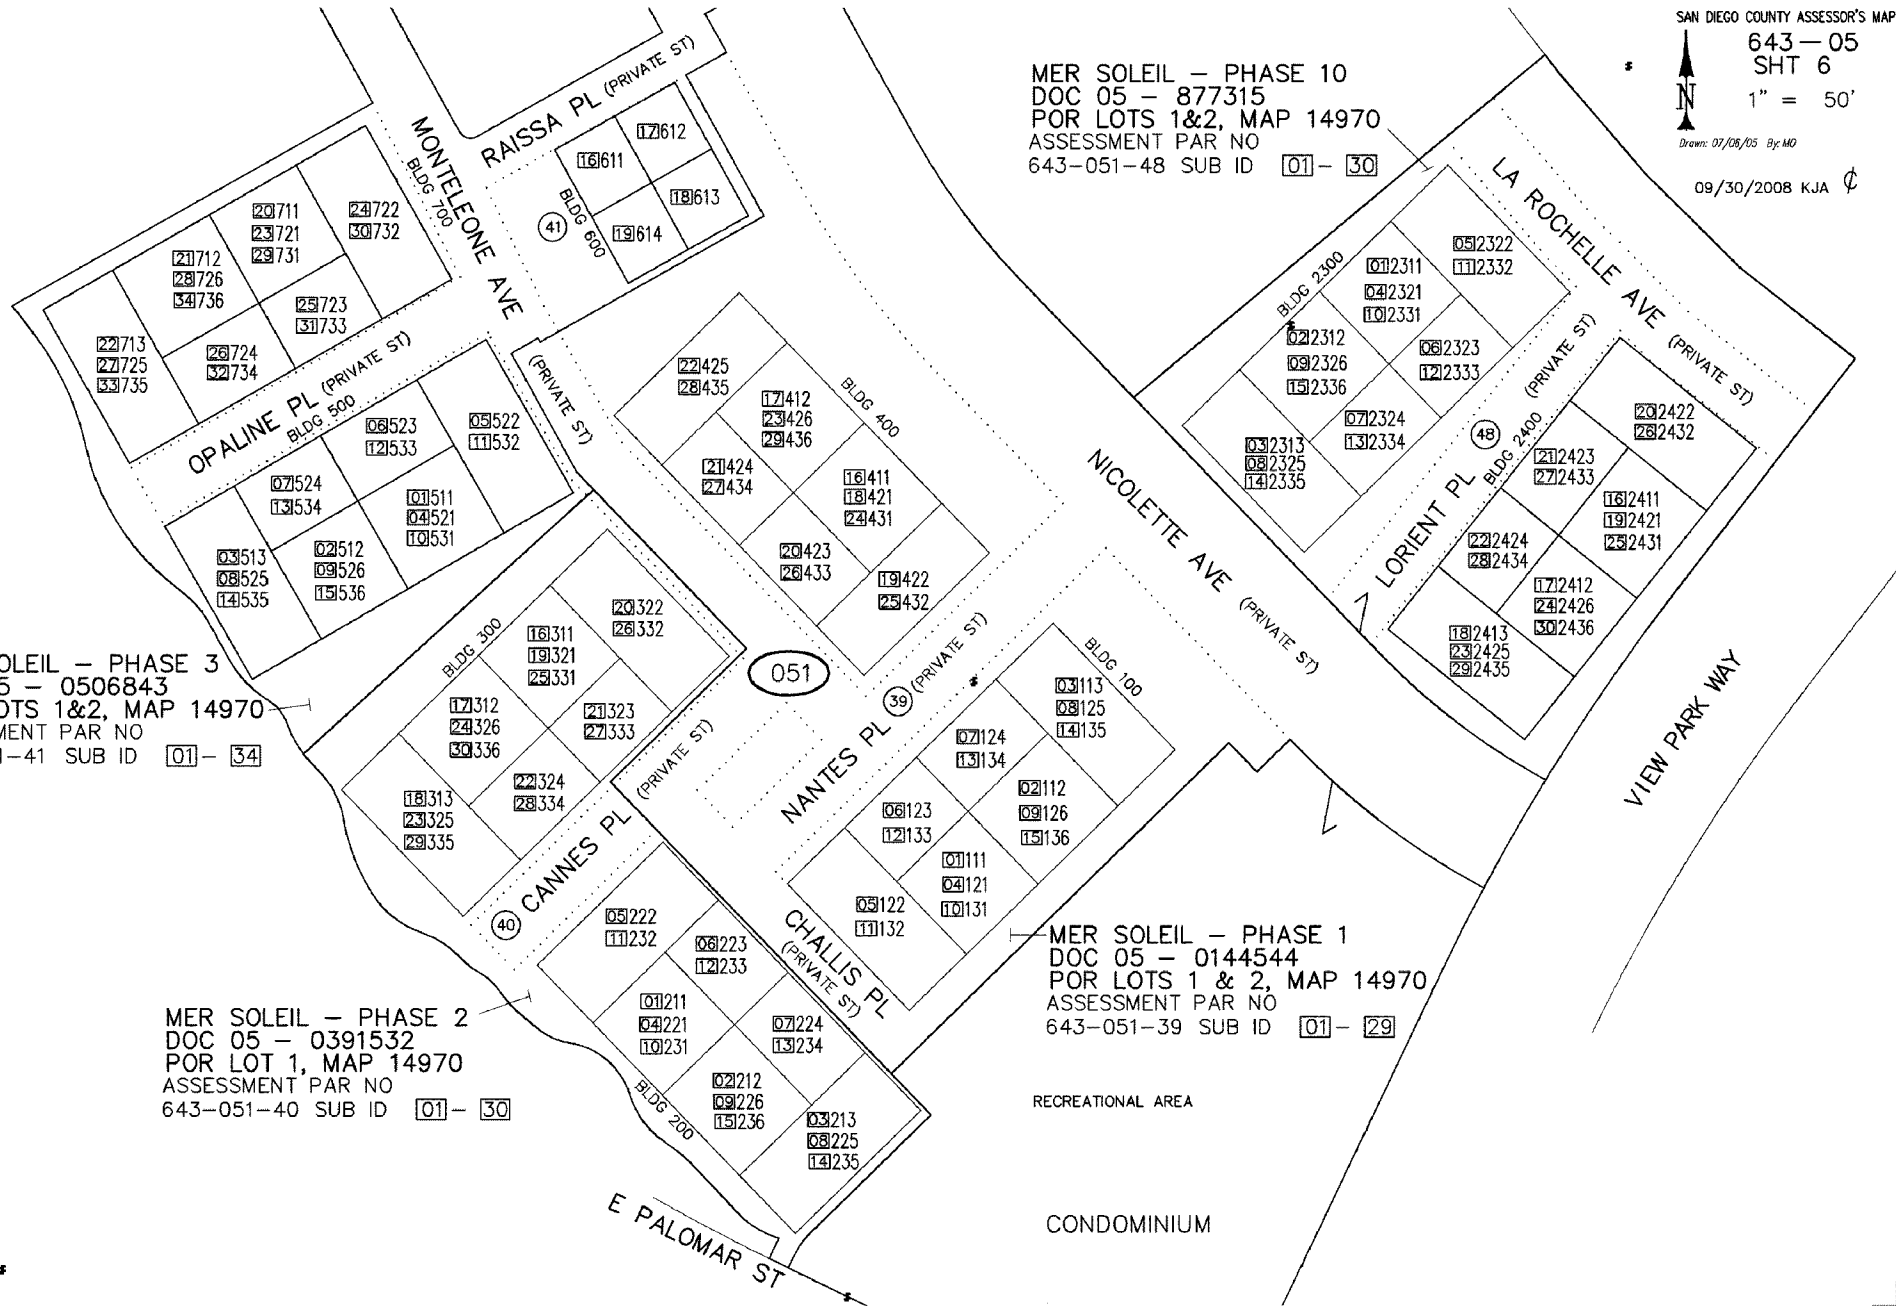 SAN DIEGO COUNTY ASSESSOR'S MAP
643 — 05
SHT 6
N
1" = 50'
Drawn: 07/06/05 By: MO
09/30/2008 KJA
MER SOLEIL — PHASE 10
DOC 05 — 877315
POR LOTS 1&2, MAP 14970
ASSESSMENT PAR NO
643-051-48 SUB ID 01 - 30
RAISSA PL (PRIVATE ST)
MONTELEONE AVE
(PRIVATE ST)
BLDG 700
20 711
23 721
29 731
24 722
30 732
21 712
28 726
34 736
25 723
31 733
22 713
27 725
33 735
26 724
32 734
41
BLDG 600
16 611
17 612
18 613
19 614
OPALINE PL (PRIVATE ST)
BLDG 500
05 522
11 532
06 523
12 533
07 524
13 534
01 511
04 521
10 531
02 512
09 526
15 536
03 513
08 525
14 535
BLDG 400
22 425
28 435
17 412
23 426
29 436
21 424
27 434
16 411
18 421
24 431
20 423
26 433
19 422
25 432
NICOLETTE AVE (PRIVATE ST)
LA ROCHELLE AVE (PRIVATE ST)
BLDG 2300
05 2322
11 2332
01 2311
04 2321
10 2331
02 2312
09 2326
15 2336
06 2323
12 2333
07 2324
13 2334
03 2313
08 2325
14 2335
LORIENT PL (PRIVATE ST)
48
BLDG 2400
20 2422
26 2432
21 2423
27 2433
16 2411
19 2421
25 2431
22 2424
28 2434
17 2412
24 2426
30 2436
18 2413
23 2425
29 2435
VIEW PARK WAY
OLEIL — PHASE 3
5 — 0506843
OTS 1&2, MAP 14970
MENT PAR NO
1-41 SUB ID 01 - 34
BLDG 300
20 322
26 332
16 311
19 321
25 331
21 323
27 333
17 312
24 326
30 336
22 324
28 334
18 313
23 325
29 335
051
39
NANTES PL (PRIVATE ST)
BLDG 100
03 113
08 125
14 135
07 124
13 134
02 112
09 126
15 136
06 123
12 133
01 111
04 121
10 131
05 122
11 132
40
CANNES PL (PRIVATE ST)
CHALLIS PL
(PRIVATE ST)
05 222
11 232
06 223
12 233
01 211
04 221
10 231
07 224
13 234
02 212
09 226
15 236
03 213
08 225
14 235
BLDG 200
MER SOLEIL — PHASE 1
DOC 05 — 0144544
POR LOTS 1 & 2, MAP 14970
ASSESSMENT PAR NO
643-051-39 SUB ID 01 - 29
MER SOLEIL — PHASE 2
DOC 05 — 0391532
POR LOT 1, MAP 14970
ASSESSMENT PAR NO
643-051-40 SUB ID 01 - 30
RECREATIONAL AREA
E PALOMAR ST
CONDOMINIUM